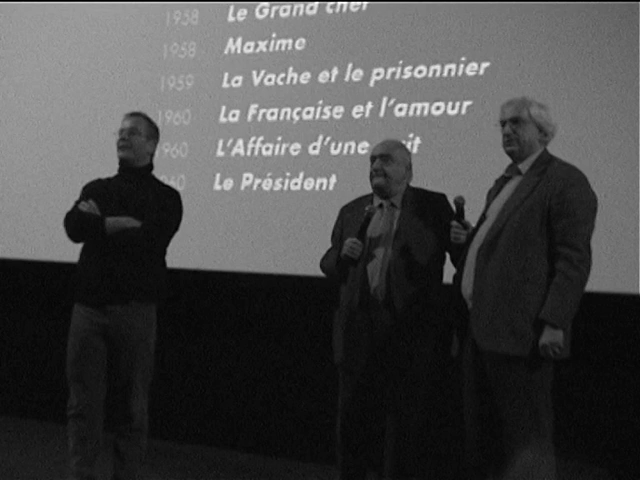 1958 Le Grand chef
1958 Maxime
1959 La Vache et le prisonnier
1960 La Française et l'amour
1960 L'Affaire d'une
Le Président